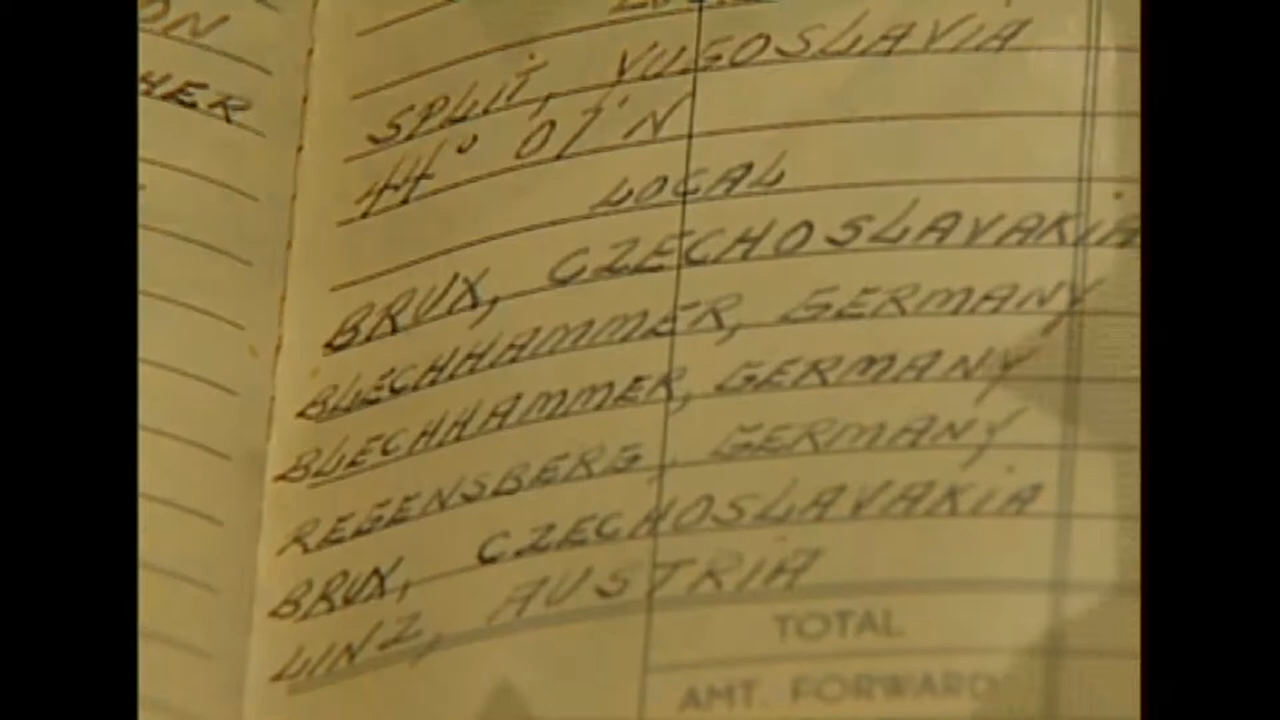 ON
HER
SPLIT, YUGOSLAVIA
44° 07' N
LOCAL
BRUX, CZECHOSLAVAKIA
BLECHHAMMER, GERMANY
BLECHHAMMER, GERMANY
REGENSBERG, GERMANY
BRUX, CZECHOSLAVAKIA
LINZ, AUSTRIA
TOTAL
AMT. FORWARD